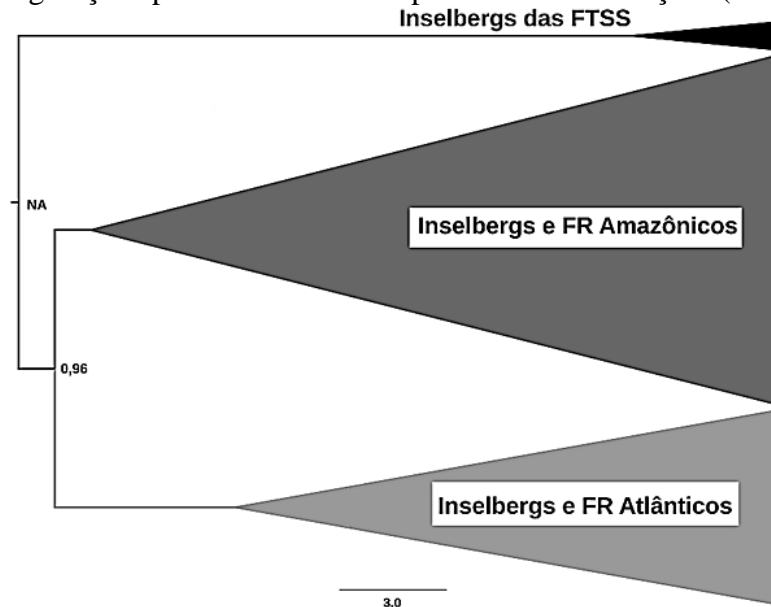 Inselbergs das FTSS
NA
Inselbergs e FR Amazônicos
0,96
Inselbergs e FR Atlânticos
3.0